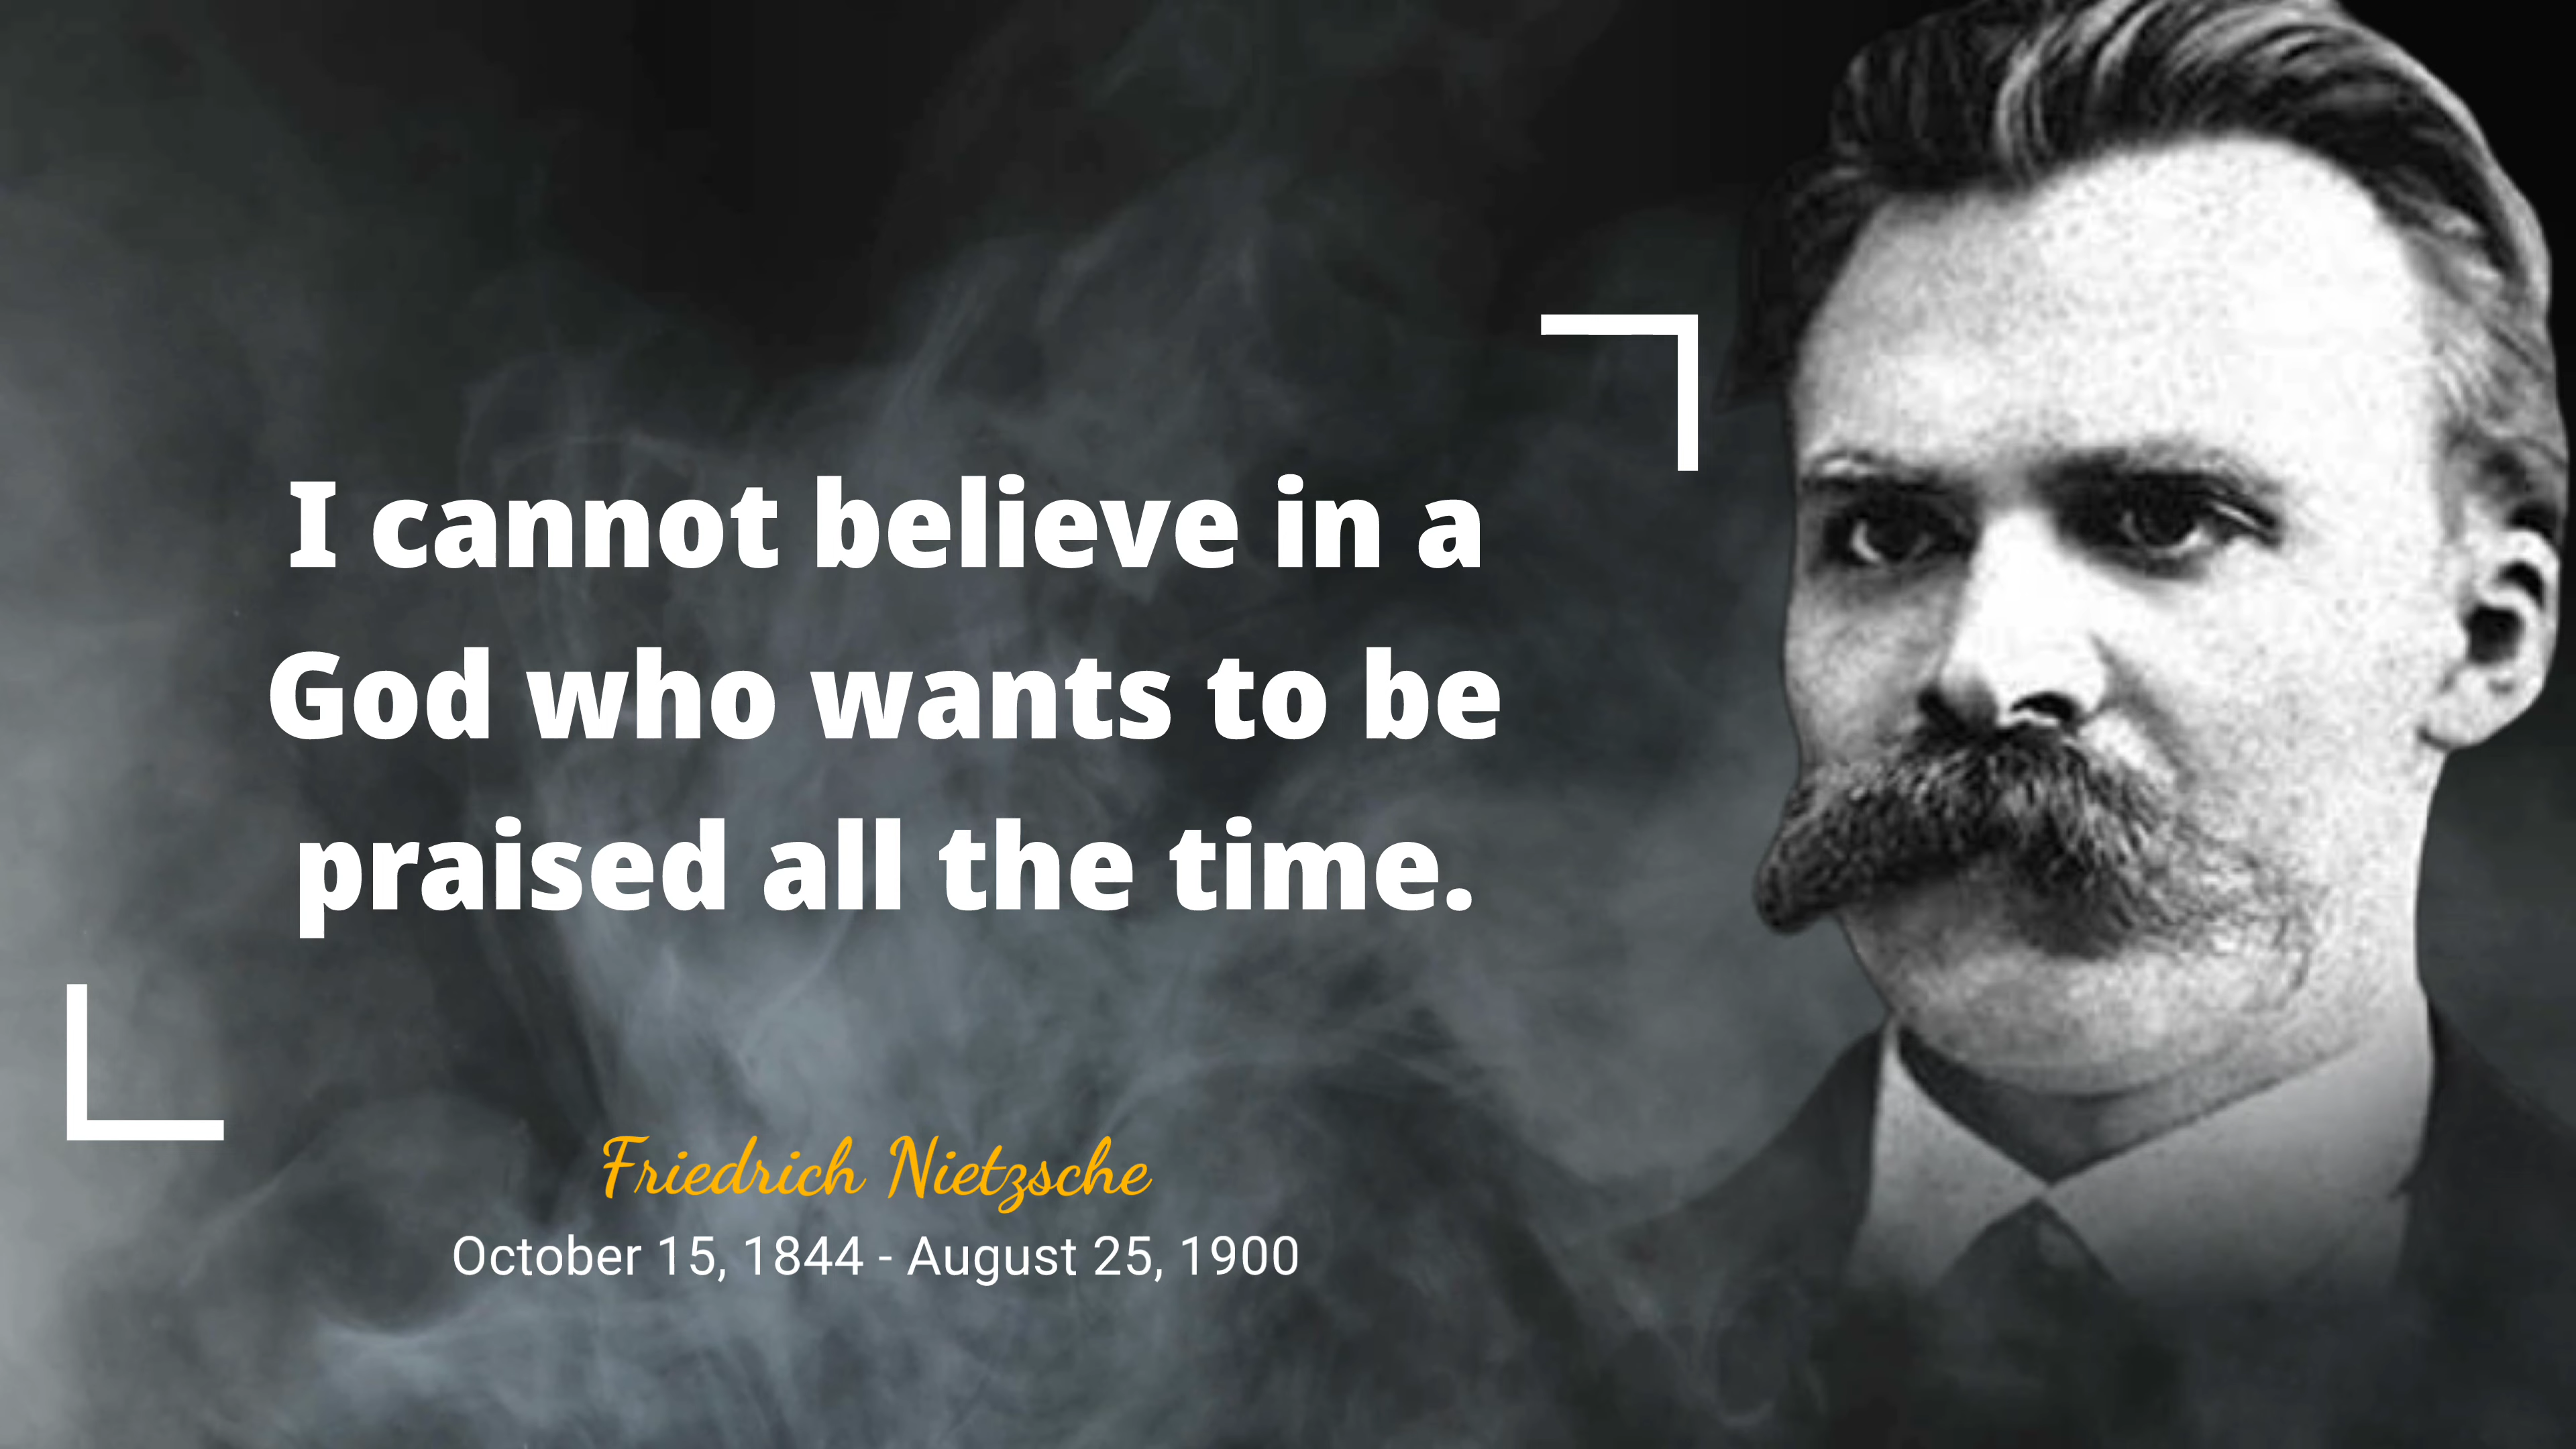 I cannot believe in a
God who wants to be
praised all the time.
Friedrich Nietzsche
October 15, 1844 - August 25, 1900